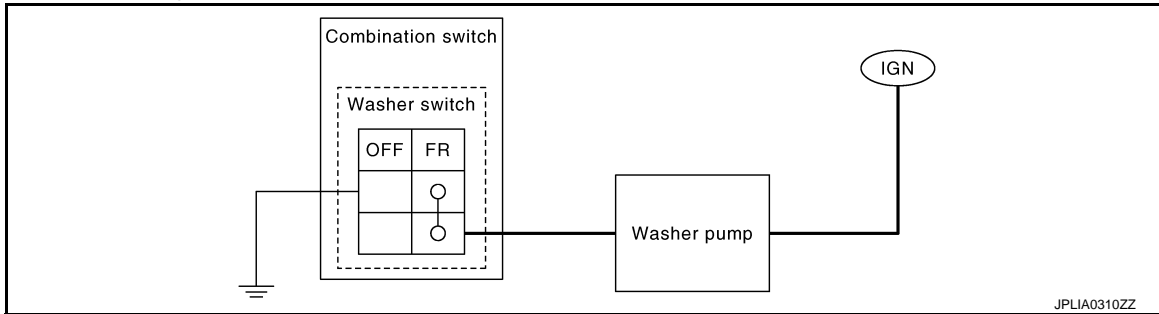 Combination switch
IGN
Washer switch
OFF FR
Washer pump
JPLIA0310ZZ